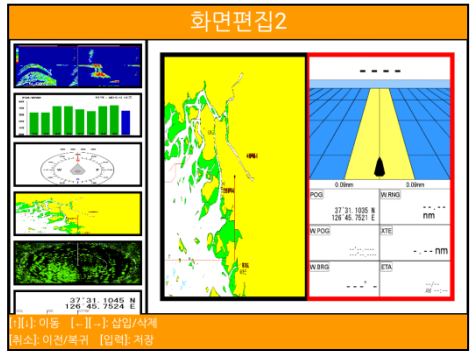 화면편집2
37˚31.1045 N
126˚45.7524 E
- - - -
0.09nm 0.09nm
POG
37˚31.1035 N
126˚45.7521 E
W.RNG
--.--
nm
W.POG
XTE
-.-- nm
W.BRG
---˚
ETA
[↑][↓]: 이동 [←][→]: 삽입/삭제
[취소]: 이전/복귀 [입력]: 저장